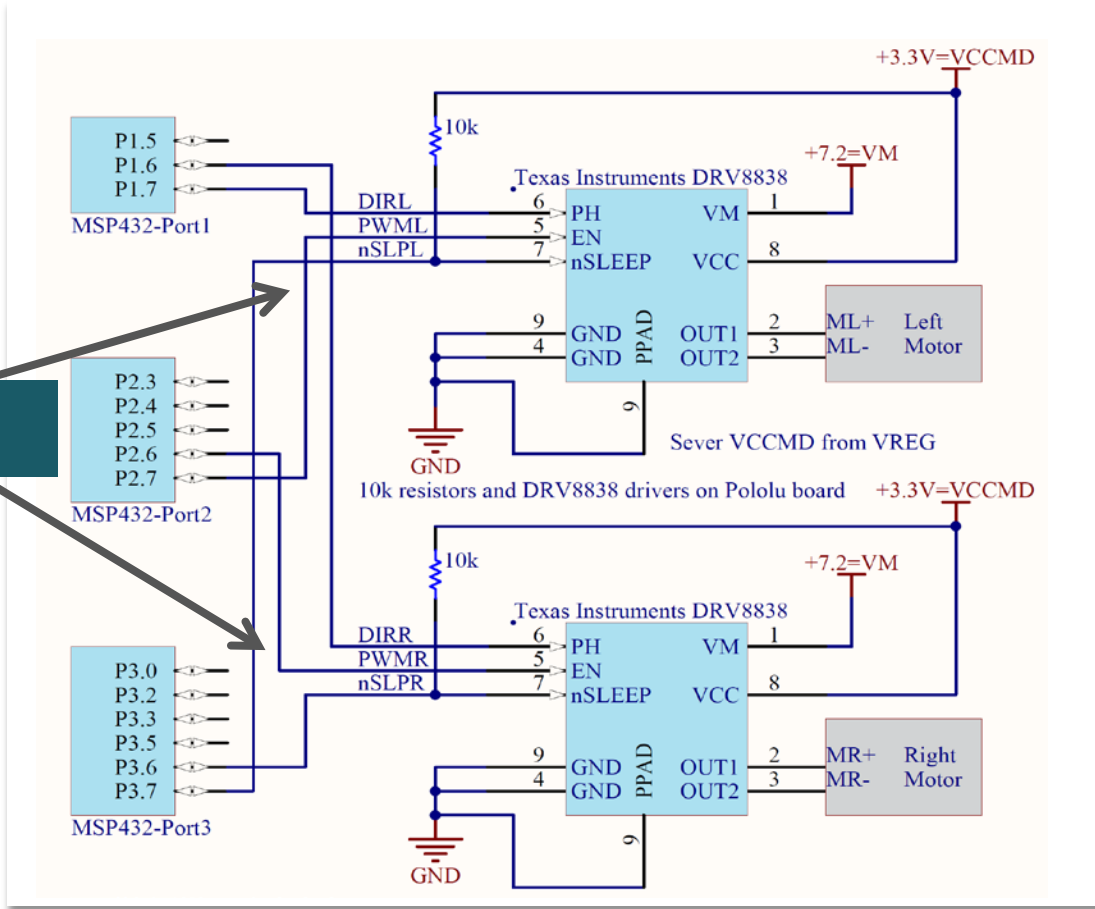 +3.3V=VCCMD
10k
P1.5
P1.6
P1.7
MSP432-Port1
+7.2=VM
Texas Instruments DRV8838
DIRL 6 PH VM 1
PWML 5 EN
nSLPL 7 nSLEEP VCC 8
9 GND OUT1 2 ML+ Left
4 GND OUT2 3 ML- Motor
PPAD
9
GND
P2.3
P2.4
P2.5
P2.6
P2.7
MSP432-Port2
Sever VCCMD from VREG
10k resistors and DRV8838 drivers on Pololu board
+3.3V=VCCMD
10k
+7.2=VM
Texas Instruments DRV8838
DIRR 6 PH VM 1
PWMR 5 EN
nSLPR 7 nSLEEP VCC 8
9 GND OUT1 2 MR+ Right
4 GND OUT2 3 MR- Motor
PPAD
9
GND
P3.0
P3.2
P3.3
P3.5
P3.6
P3.7
MSP432-Port3